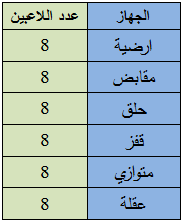 الجهاز عدد اللاعبين
ارضية 8
مقابض 8
حلق 8
قفز 8
متوازي 8
عقلة 8